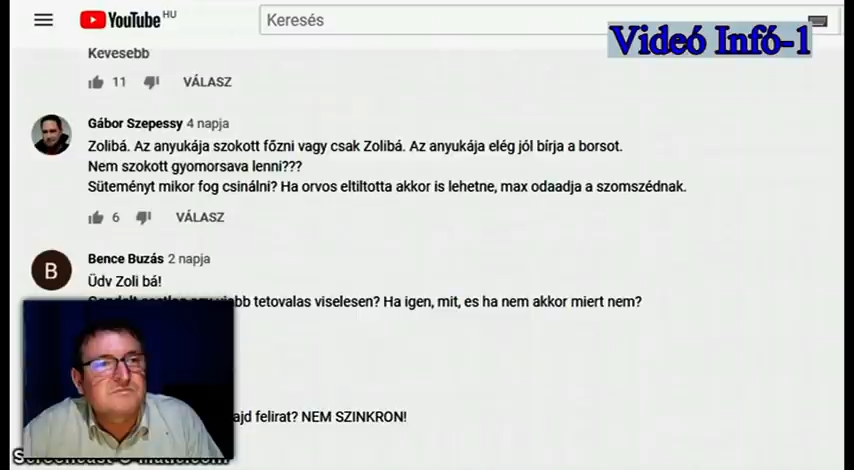 YouTube HU
Keresés
Videó Infó-1
Kevesebb
11 VÁLASZ
Gábor Szepessy 4 napja
Zolibá. Az anyukája szokott főzni vagy csak Zolibá. Az anyukája elég jól bírja a borsot.
Nem szokott gyomorsava lenni???
Süteményt mikor fog csinálni? Ha orvos eltiltotta akkor is lehetne, max odaadja a szomszédnak.
6 VÁLASZ
B
Bence Buzás 2 napja
Üdv Zoli bá!
tetovalas viselesen? Ha igen, mit, es ha nem akkor miert nem?
felirat? NEM SZINKRON!